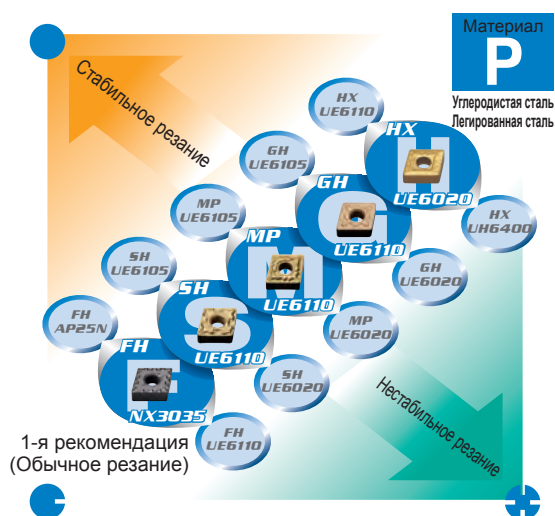 Материал
P
Углеродистая сталь
Легированная сталь
Стабильное резание
HX
UE6110
HX
H
UE6020
GH
UE6105
GH
G
UE6110
HX
UH6400
MP
UE6105
MP
M
UE6110
GH
UE6020
SH
UE6105
SH
S
UE6110
MP
UE6020
FH
AP25N
FH
F
NX3035
SH
UE6020
FH
UE6110
Нестабильное резание
1-я рекомендация
(Обычное резание)